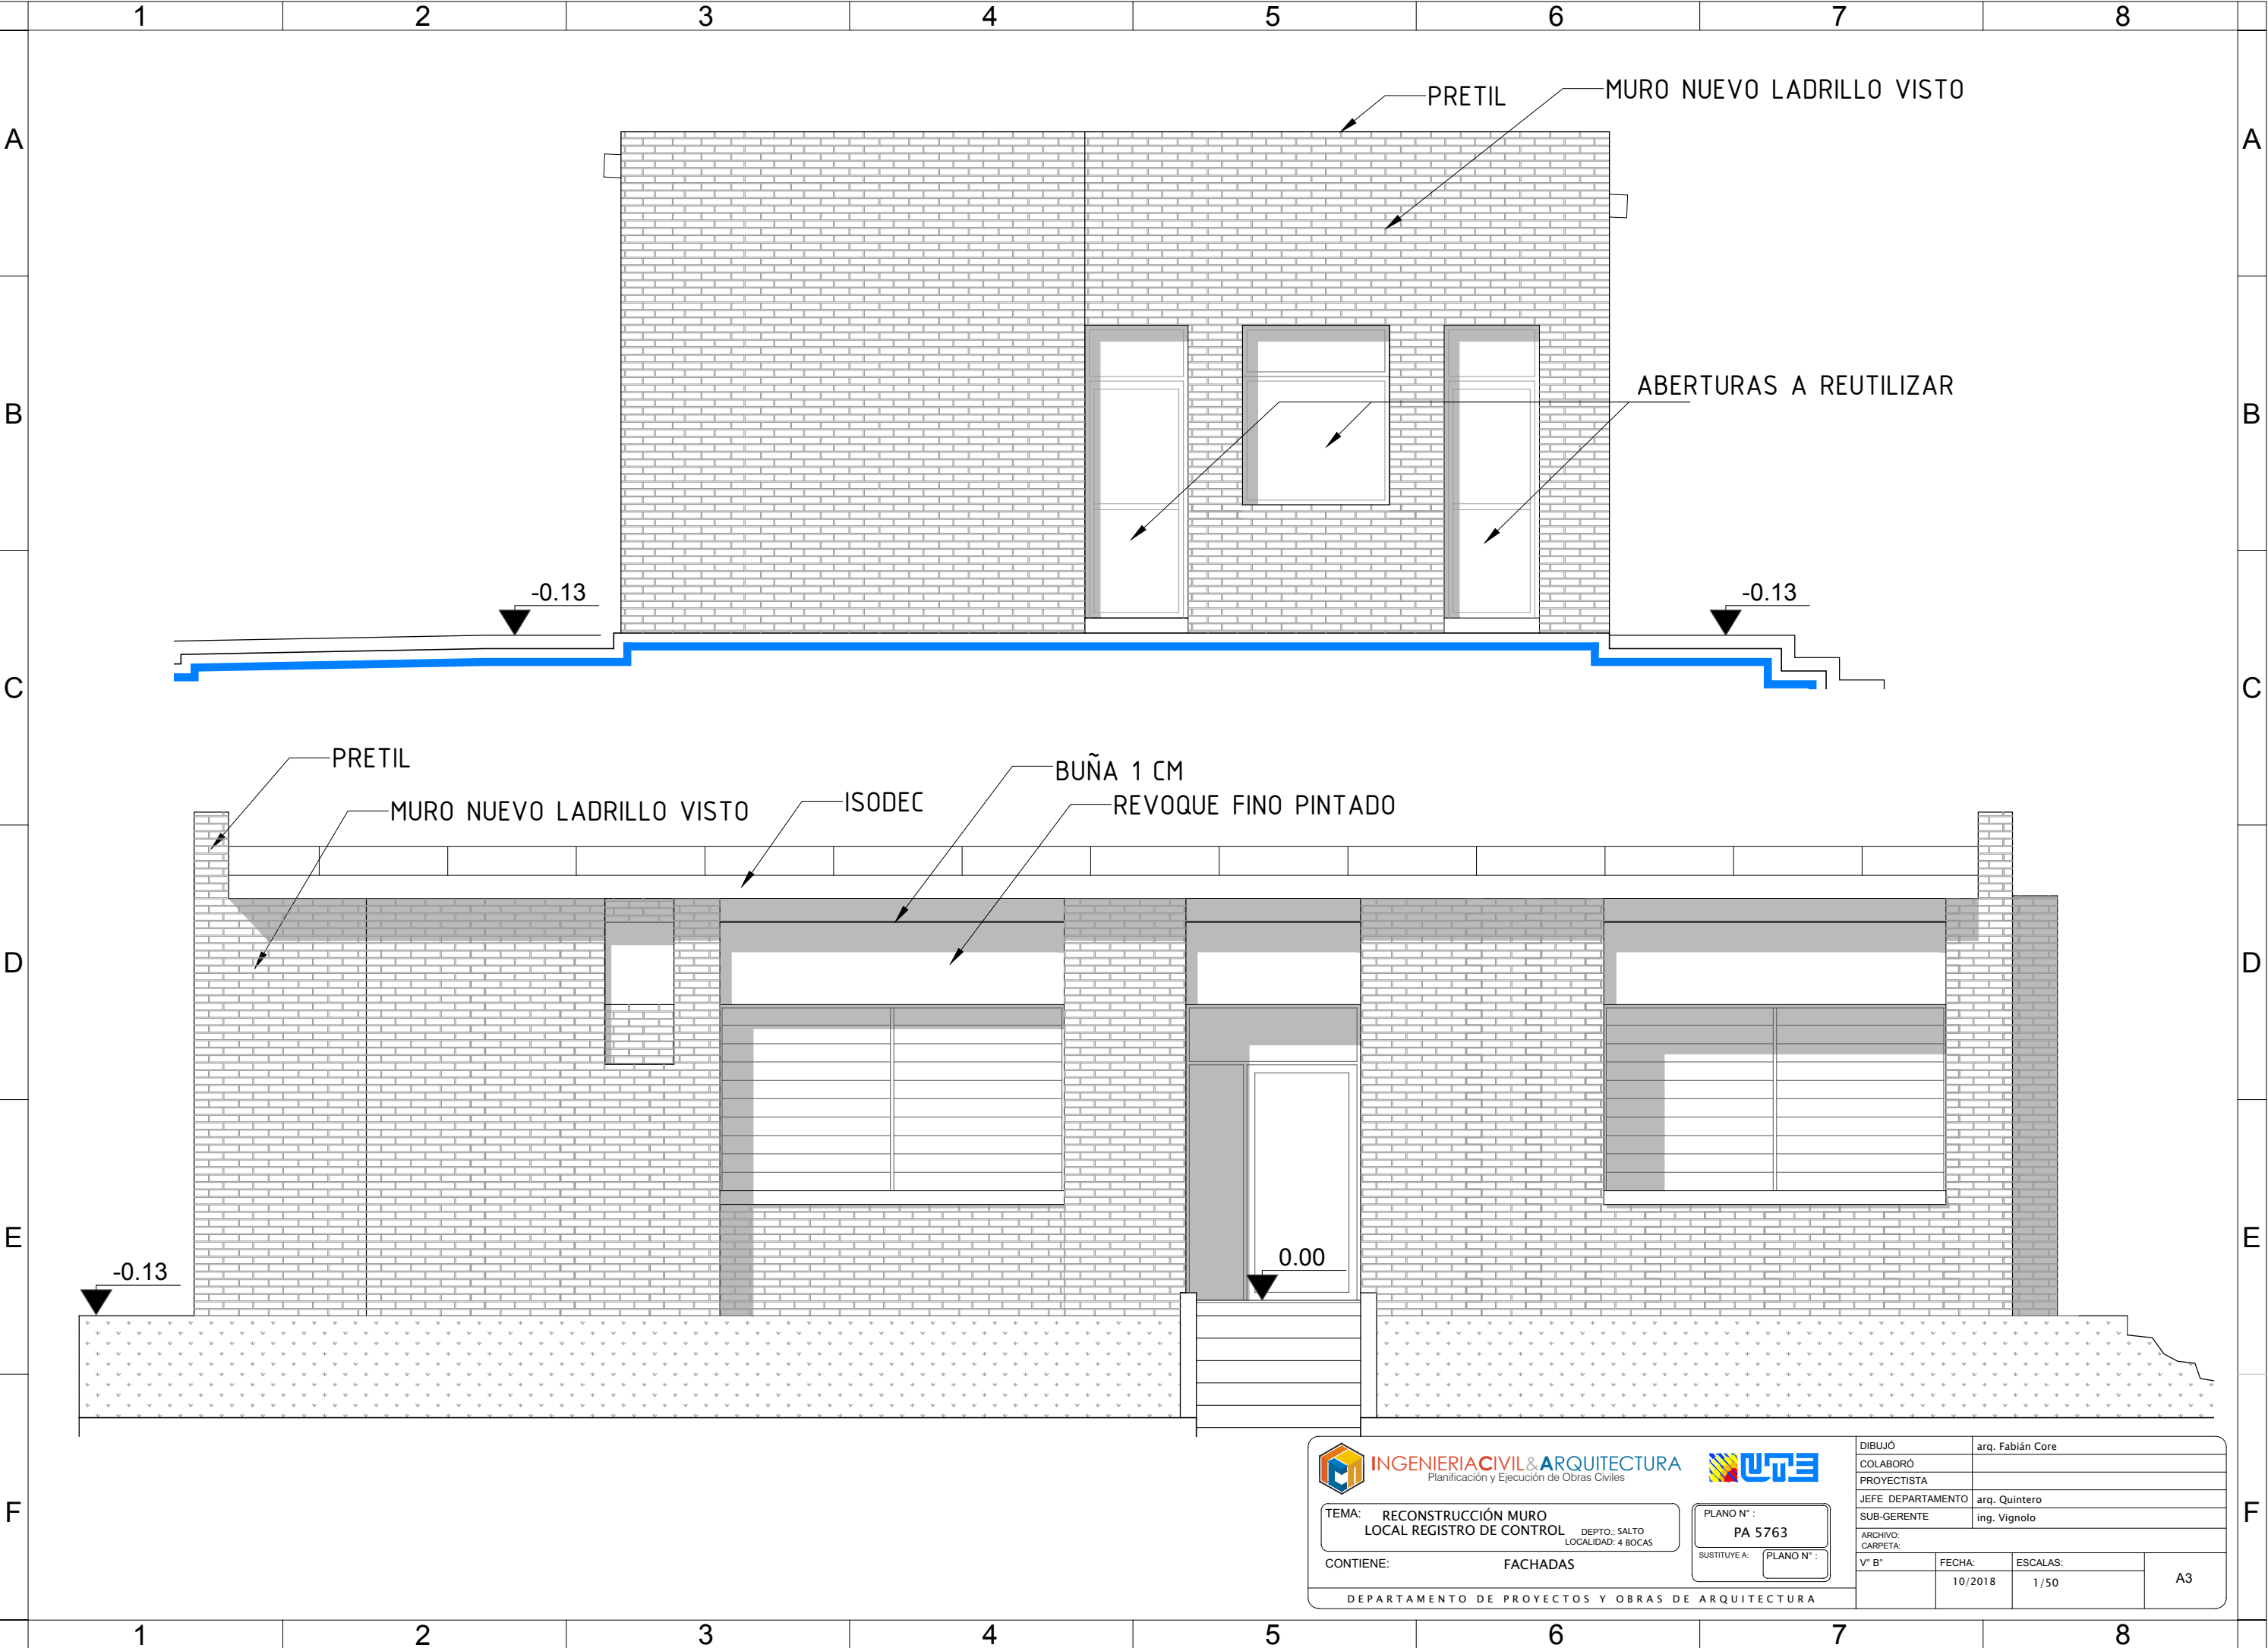 1 2 3 4 5 6 7 8
A A
PRETIL
MURO NUEVO LADRILLO VISTO
ABERTURAS A REUTILIZAR
B B
-0.13
-0.13
C C
PRETIL
MURO NUEVO LADRILLO VISTO
ISODEC
BUÑA 1 CM
REVOQUE FINO PINTADO
D D
E E
-0.13
0.00
F F
INGENIERIACIVIL&ARQUITECTURA
Planificación y Ejecución de Obras Civiles
UTE
TEMA: RECONSTRUCCIÓN MURO
LOCAL REGISTRO DE CONTROL
DEPTO.: SALTO
LOCALIDAD: 4 BOCAS
CONTIENE: FACHADAS
PLANO N° :
PA 5763
SUSTITUYE A: PLANO N° :
DEPARTAMENTO DE PROYECTOS Y OBRAS DE ARQUITECTURA
DIBUJÓ arq. Fabián Core
COLABORÓ
PROYECTISTA
JEFE DEPARTAMENTO arq. Quintero
SUB-GERENTE ing. Vignolo
ARCHIVO:
CARPETA:
V° B° FECHA: ESCALAS:
10/2018 1/50 A3
1 2 3 4 5 6 7 8